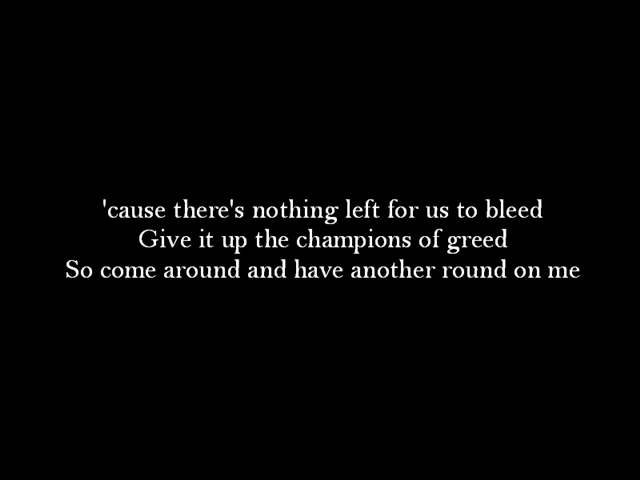 'cause there's nothing left for us to bleed
Give it up the champions of greed
So come around and have another round on me